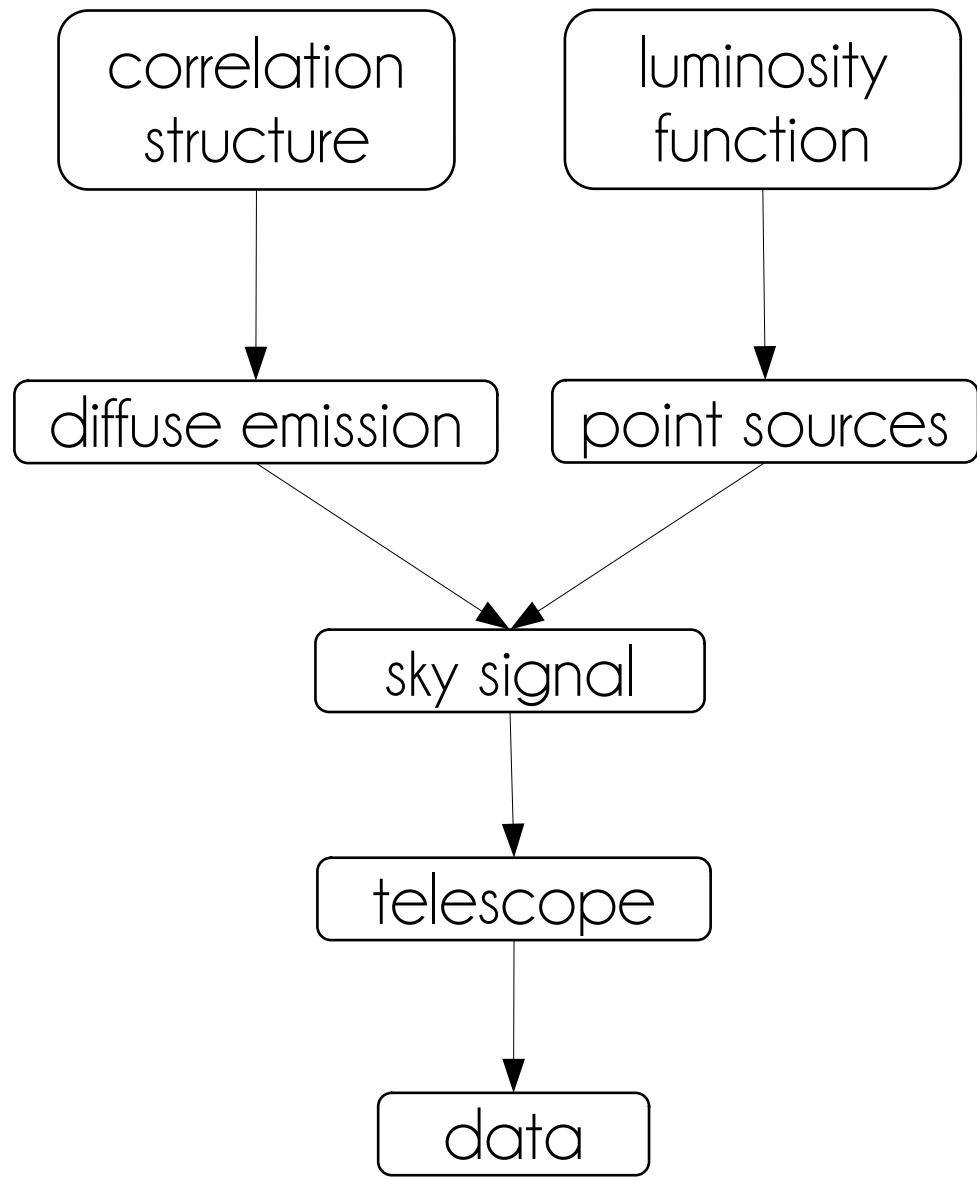 correlation
structure
luminosity
function
diffuse emission
point sources
sky signal
telescope
data